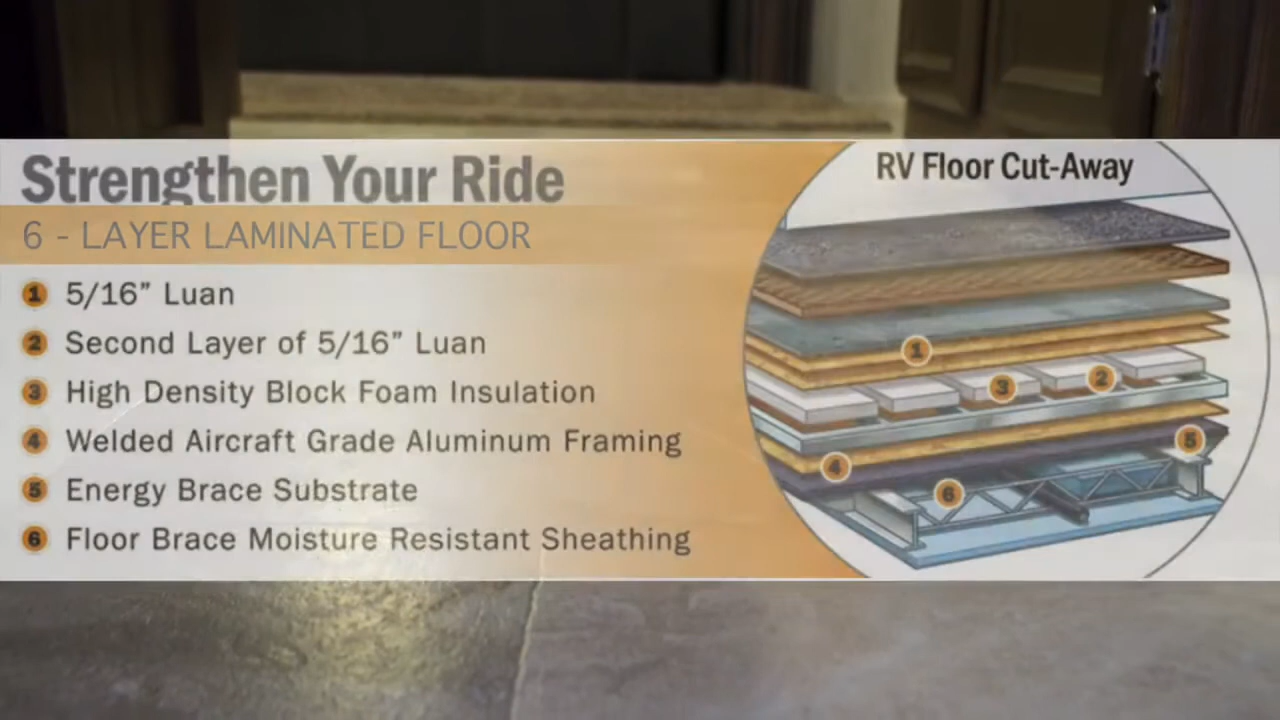 Strengthen Your Ride
6 - LAYER LAMINATED FLOOR
1 5/16” Luan
2 Second Layer of 5/16” Luan
3 High Density Block Foam Insulation
4 Welded Aircraft Grade Aluminum Framing
5 Energy Brace Substrate
6 Floor Brace Moisture Resistant Sheathing
RV Floor Cut-Away
1
2
3
5
4
6